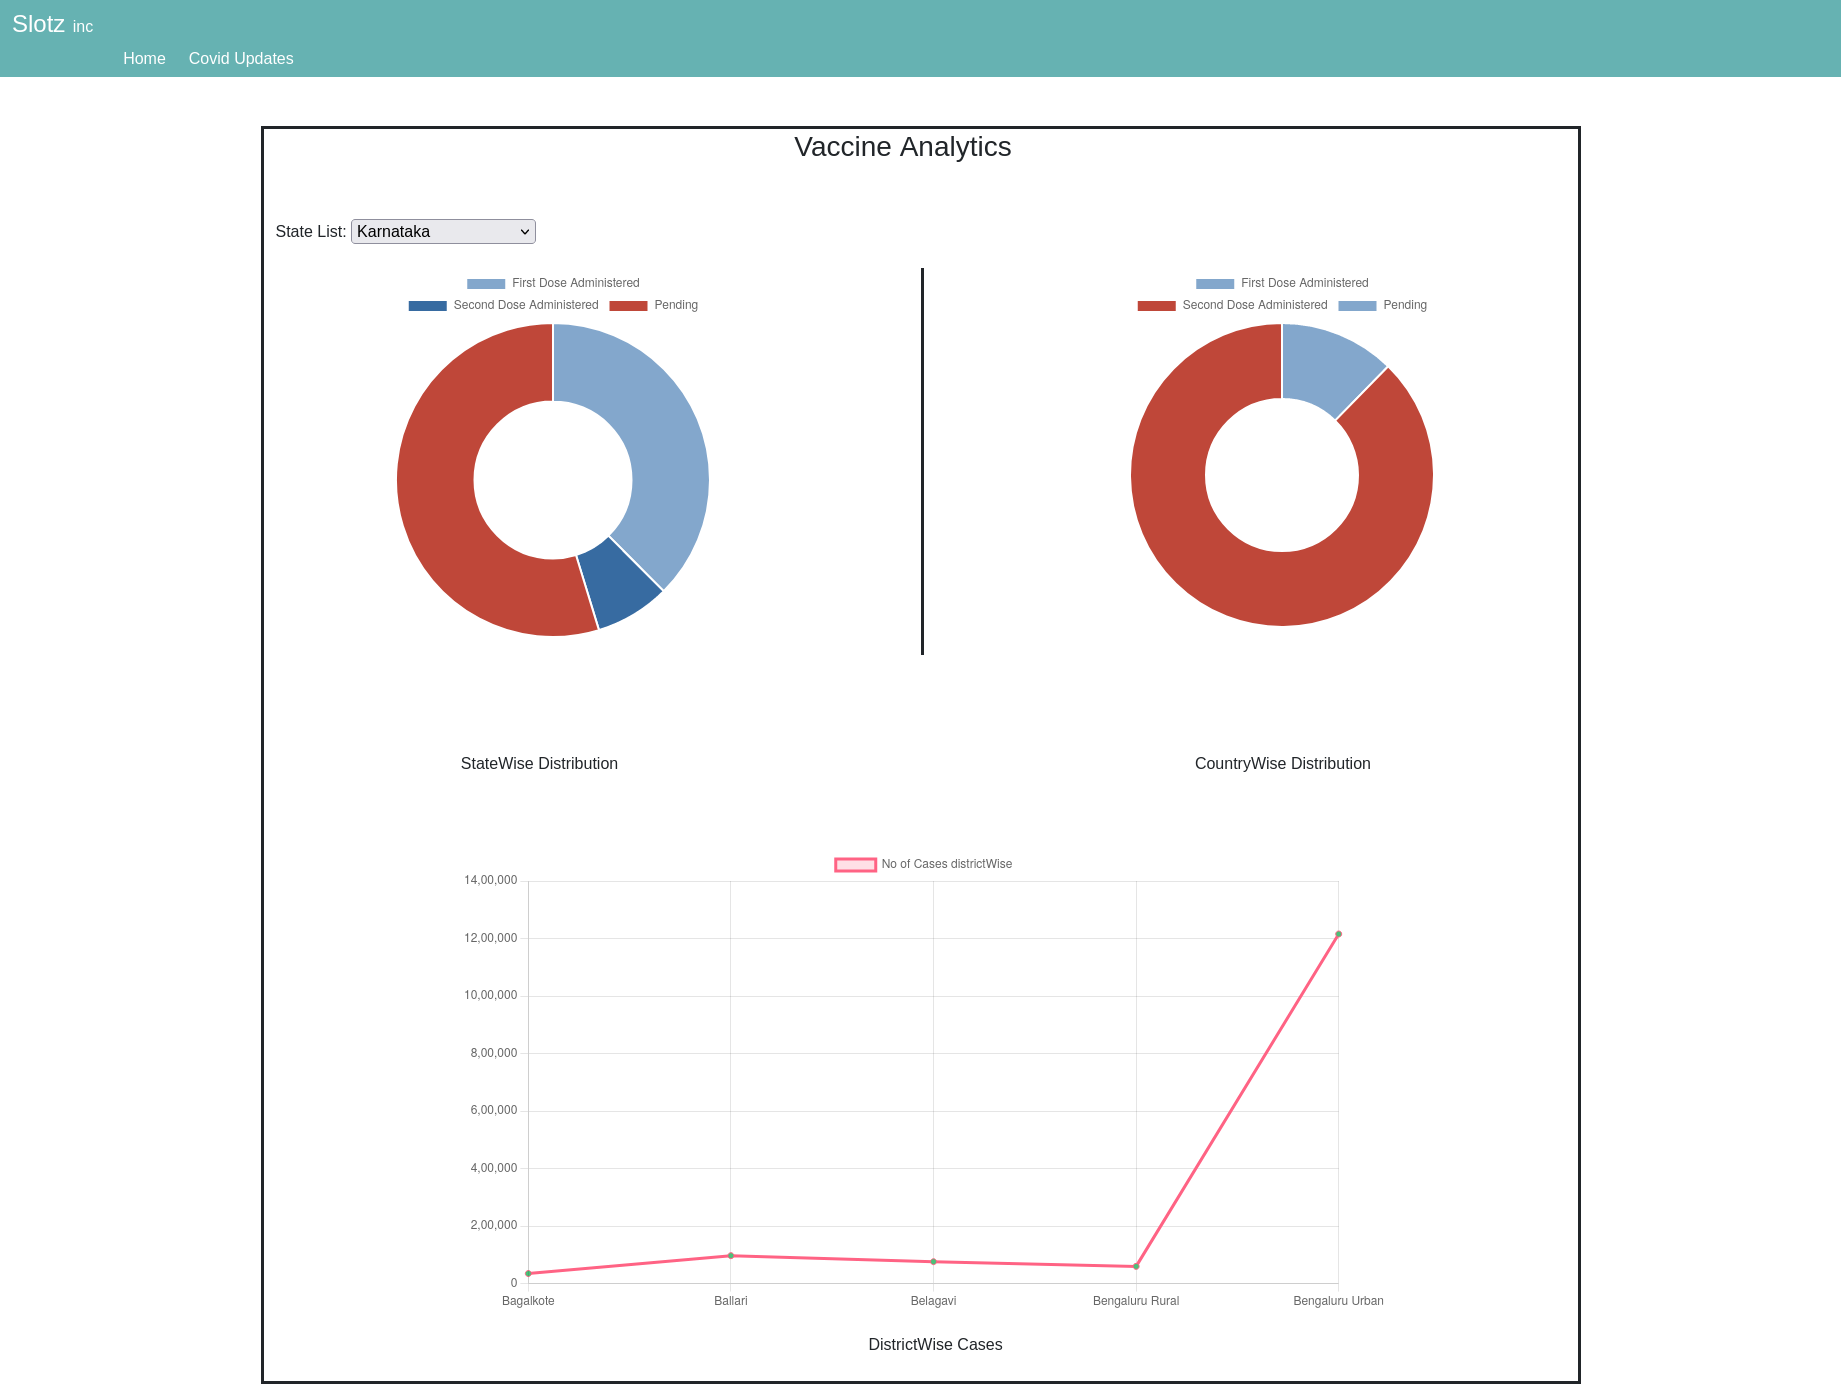 Slotz inc
Home Covid Updates
Vaccine Analytics
State List: Karnataka
First Dose Administered
Second Dose Administered Pending
First Dose Administered
Second Dose Administered Pending
StateWise Distribution
CountryWise Distribution
No of Cases districtWise
14,00,000
12,00,000
10,00,000
8,00,000
6,00,000
4,00,000
2,00,000
0
Bagalkote Ballari Belagavi Bengaluru Rural Bengaluru Urban
DistrictWise Cases